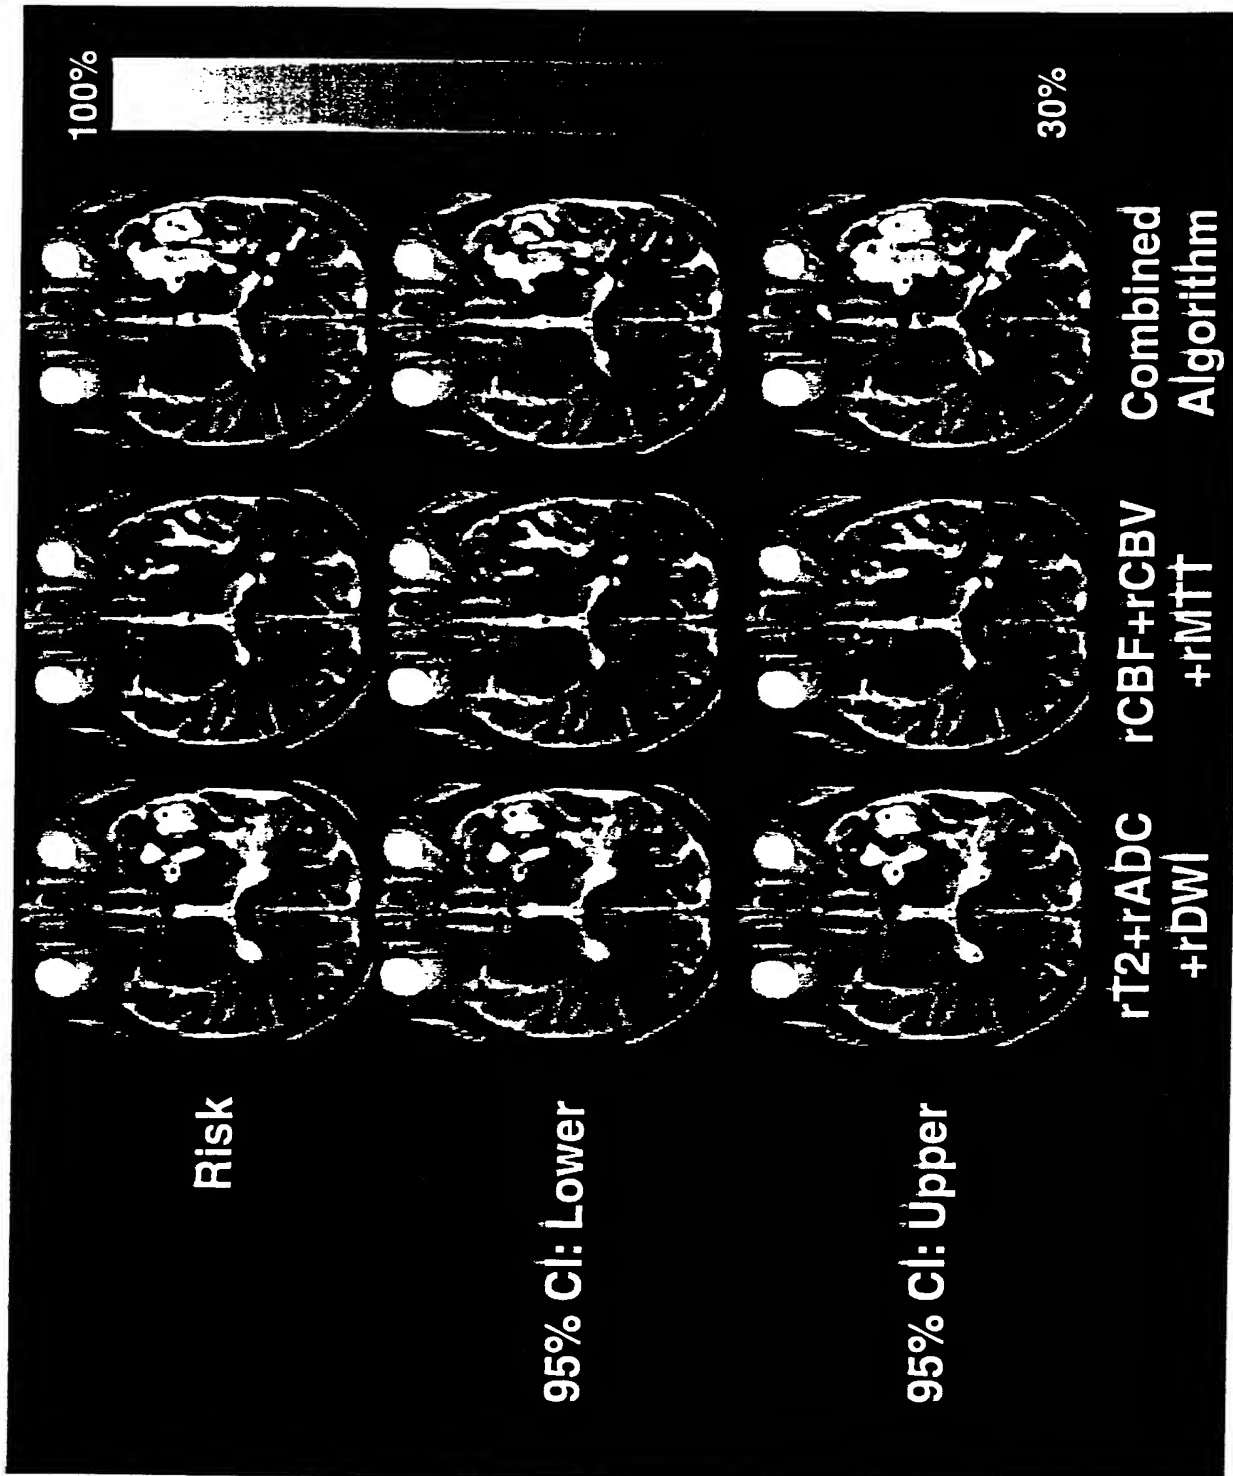 100%
30%
Risk
95% CI: Lower
95% CI: Upper
rT2+rADC
+rDWI
rCBF+rCBV
+rMTT
Combined
Algorithm